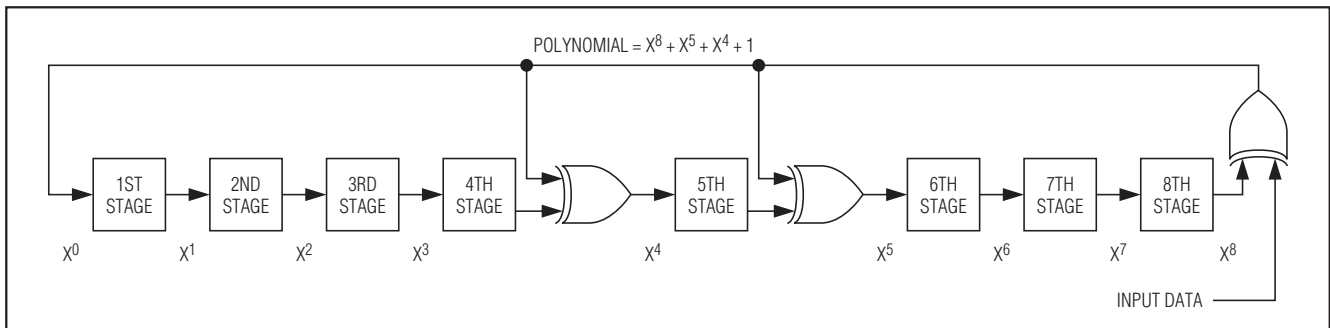 POLYNOMIAL = X⁸ + X⁵ + X⁴ + 1
1ST
STAGE
2ND
STAGE
3RD
STAGE
4TH
STAGE
5TH
STAGE
6TH
STAGE
7TH
STAGE
8TH
STAGE
X⁰
X¹
X²
X³
X⁴
X⁵
X⁶
X⁷
X⁸
INPUT DATA